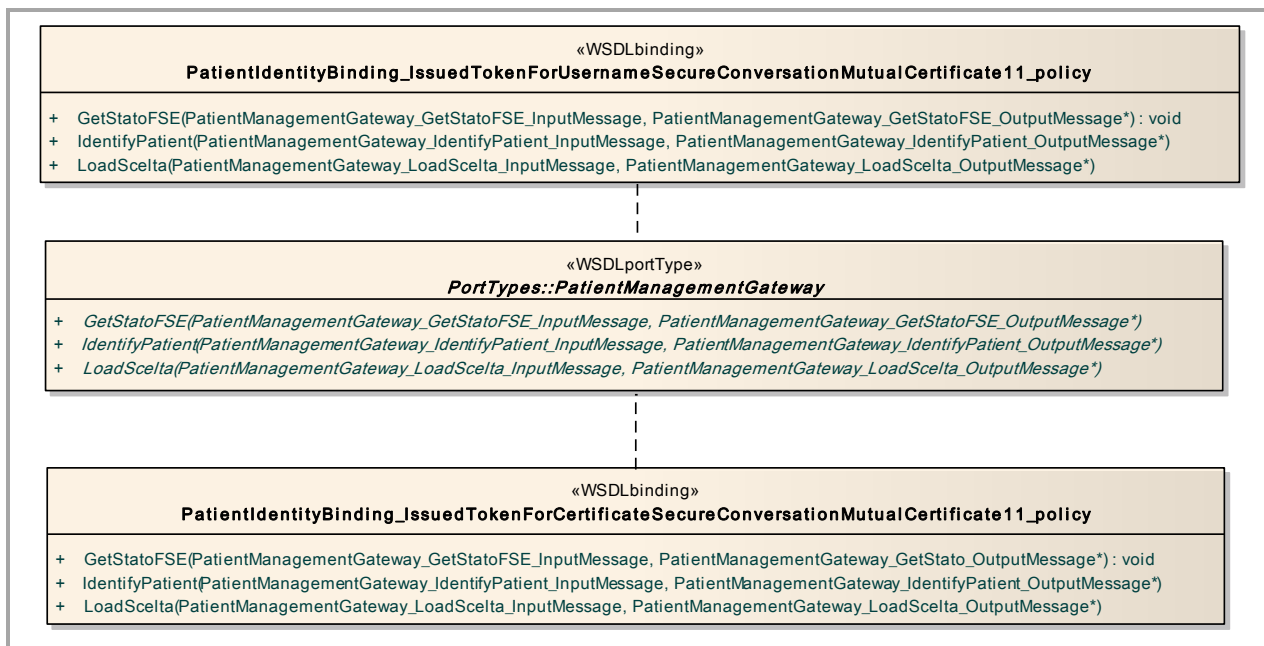 «WSDLbinding»
PatientIdentityBinding_IssuedTokenForUsernameSecureConversationMutualCertificate11_policy
+ GetStatoFSE(PatientManagementGateway_GetStatoFSE_InputMessage, PatientManagementGateway_GetStatoFSE_OutputMessage*) : void
+ IdentifyPatient(PatientManagementGateway_IdentifyPatient_InputMessage, PatientManagementGateway_IdentifyPatient_OutputMessage*)
+ LoadScelta(PatientManagementGateway_LoadScelta_InputMessage, PatientManagementGateway_LoadScelta_OutputMessage*)
«WSDLportType»
PortTypes::PatientManagementGateway
+ GetStatoFSE(PatientManagementGateway_GetStatoFSE_InputMessage, PatientManagementGateway_GetStatoFSE_OutputMessage*)
+ IdentifyPatient(PatientManagementGateway_IdentifyPatient_InputMessage, PatientManagementGateway_IdentifyPatient_OutputMessage*)
+ LoadScelta(PatientManagementGateway_LoadScelta_InputMessage, PatientManagementGateway_LoadScelta_OutputMessage*)
«WSDLbinding»
PatientIdentityBinding_IssuedTokenForCertificateSecureConversationMutualCertificate11_policy
+ GetStatoFSE(PatientManagementGateway_GetStatoFSE_InputMessage, PatientManagementGateway_GetStato_OutputMessage*) : void
+ IdentifyPatient(PatientManagementGateway_IdentifyPatient_InputMessage, PatientManagementGateway_IdentifyPatient_OutputMessage*)
+ LoadScelta(PatientManagementGateway_LoadScelta_InputMessage, PatientManagementGateway_LoadScelta_OutputMessage*)